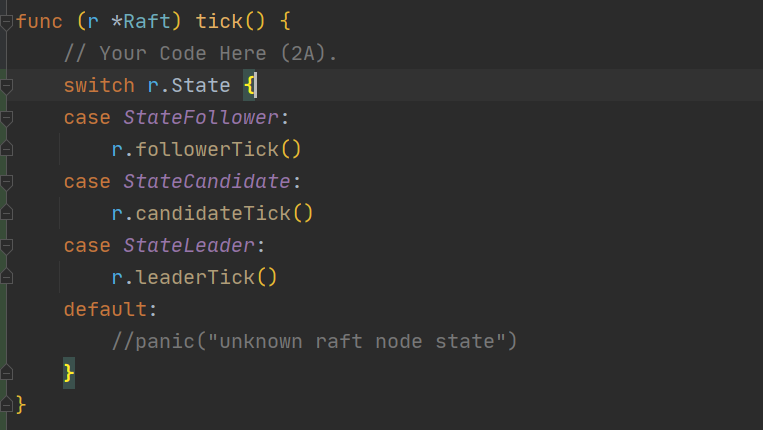 func (r *Raft) tick() {
    // Your Code Here (2A).
    switch r.State {
    case StateFollower:
        r.followerTick()
    case StateCandidate:
        r.candidateTick()
    case StateLeader:
        r.leaderTick()
    default:
        //panic("unknown raft node state")
    }
}